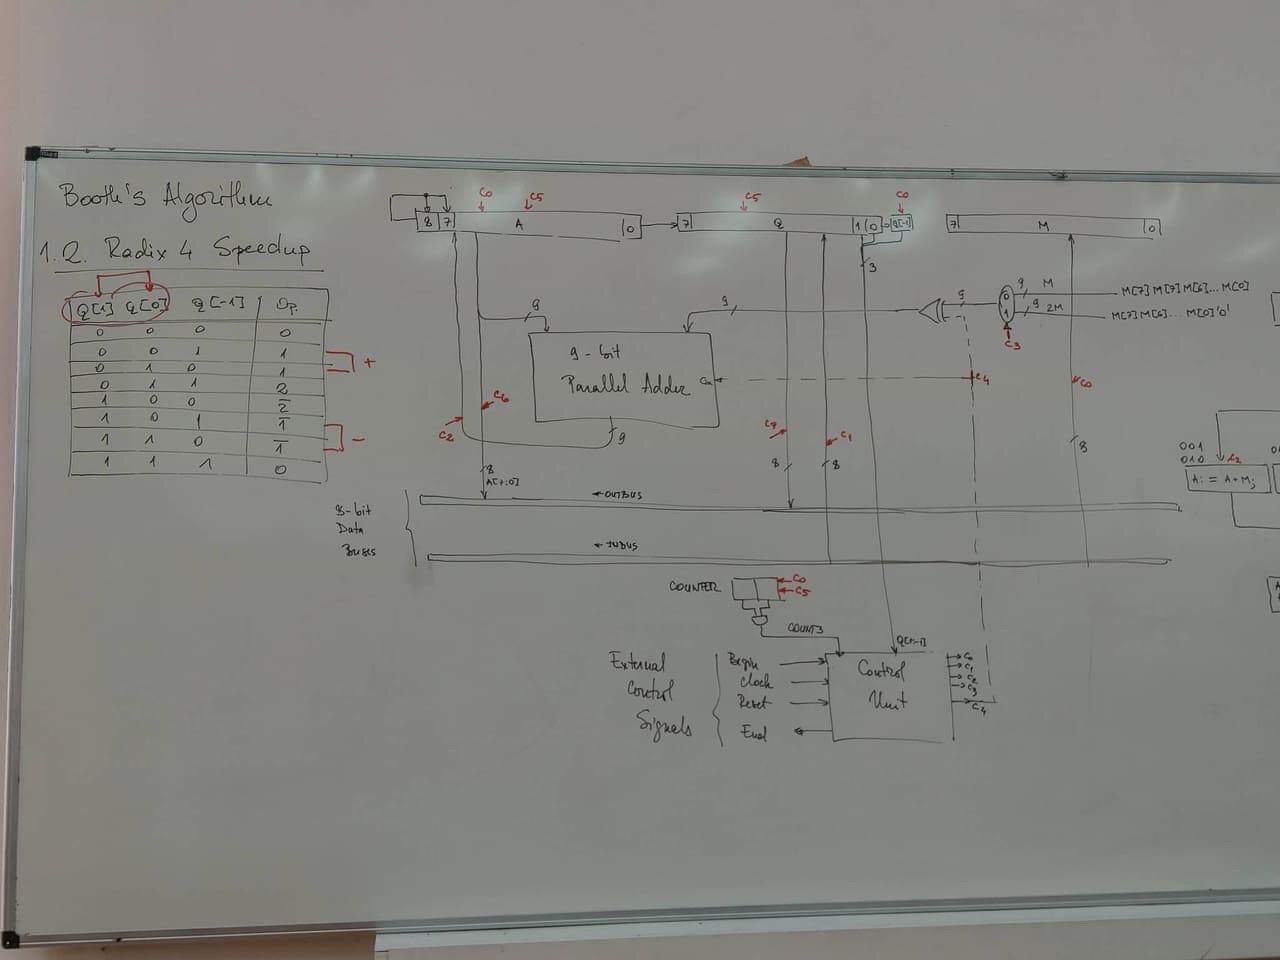 Booth's Algorithm
1.2. Radix 4 Speedup
Q[1] Q[0] Q[-1] Op.
0 0 0 0
0 0 1 1
0 1 0 1
0 1 1 2
1 0 0 2̅
1 0 1 1̅
1 1 0 1̅
1 1 1 0
+
-
c0 c5
8 7 A 0
c5 c0
7 Q 1 0 Q[-1]
7 M 0
3
9
9
9
9 M
9 2M
0
1
c3
M[7] M[7] M[6]... M[0]
M[7] M[6]... M[0] '0'
9-bit
Parallel Adder
Cin
c4
c0
c6
c2
9
c7
c1
8
A[7:0]
8
8
8
001
010
c2
A: = A+M;
8-bit
Data
Buses
OUTBUS
INBUS
COUNTER
c0
c5
COUNT3
External
Control
Signals
Begin
Clock
Reset
End
Control
Unit
c0
c1
c2
c3
c4